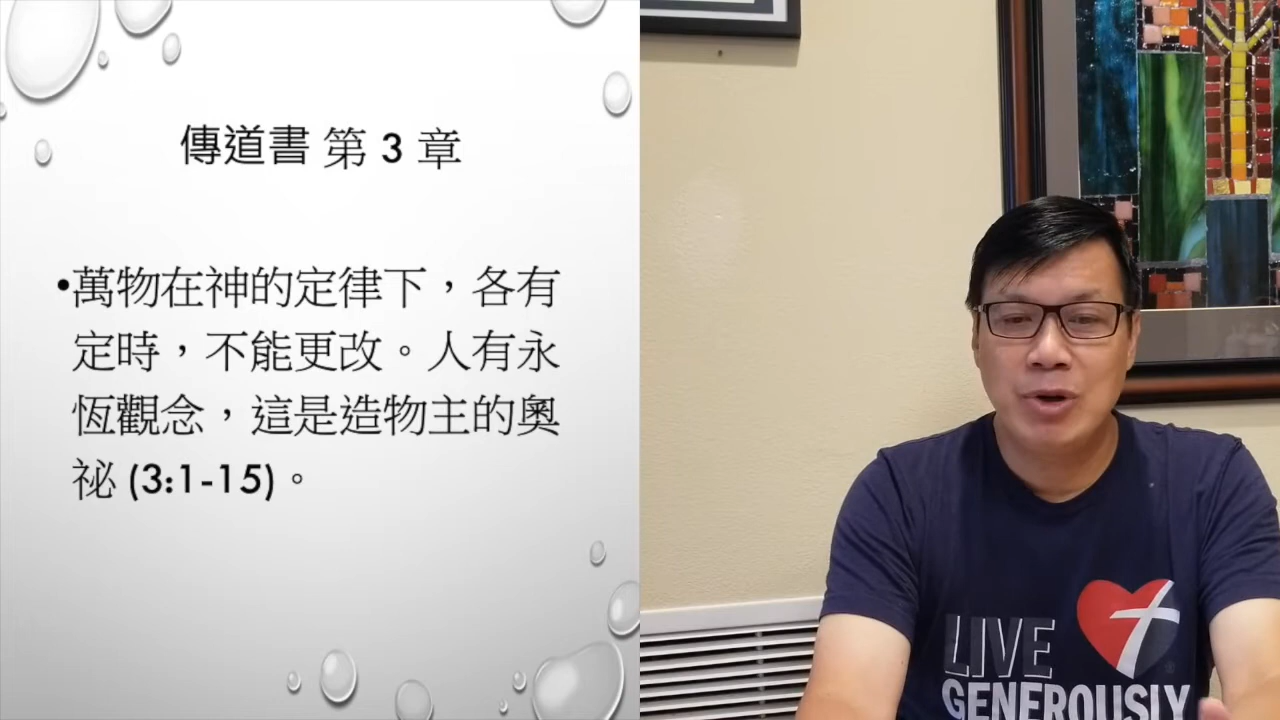 傳道書 第 3 章
•萬物在神的定律下，各有
定時，不能更改。人有永
恆觀念，這是造物主的奧
祕 (3:1-15)。
LIVE
GENEROUSLY